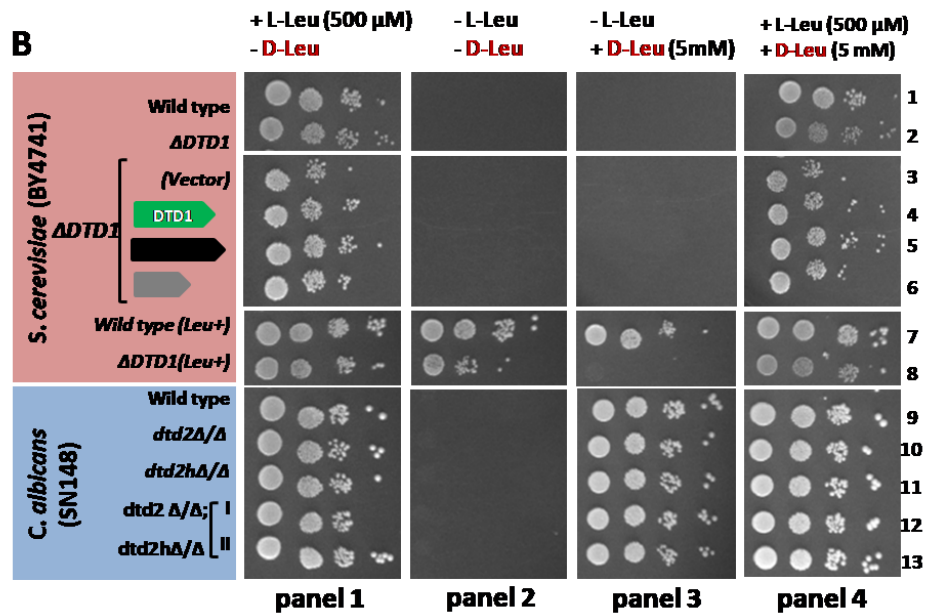 B
+ L-Leu (500 µM)
- D-Leu
- L-Leu
- D-Leu
- L-Leu
+ D-Leu (5mM)
+ L-Leu (500 µM)
+ D-Leu (5 mM)
S. cerevisiae (BY4741)
Wild type
ΔDTD1
ΔDTD1
(Vector)
DTD1
Wild type (Leu+)
ΔDTD1(Leu+)
C. albicans
(SN148)
Wild type
dtd2Δ/Δ
dtd2hΔ/Δ
dtd2 Δ/Δ; I
dtd2hΔ/Δ II
1
2
3
4
5
6
7
8
9
10
11
12
13
panel 1
panel 2
panel 3
panel 4